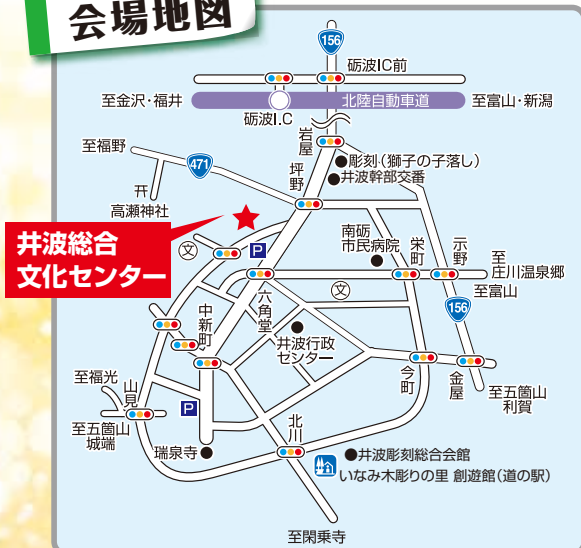 会場地図
156
砺波IC前
至金沢・福井
北陸自動車道
至富山・新潟
砺波I.C
岩屋
至福野
471
坪野
彫刻(獅子の子落し)
井波幹部交番
高瀬神社
井波総合
文化センター
文
P
南砺
市民病院
栄町
示野
至
庄川温泉郷
至富山
文
156
六角堂
中新町
井波行政
センター
今町
金屋
至五箇山
利賀
至福光
山見
P
至五箇山
城端
瑞泉寺
北川
井波彫刻総合会館
いなみ木彫りの里 創遊館(道の駅)
至閑乗寺